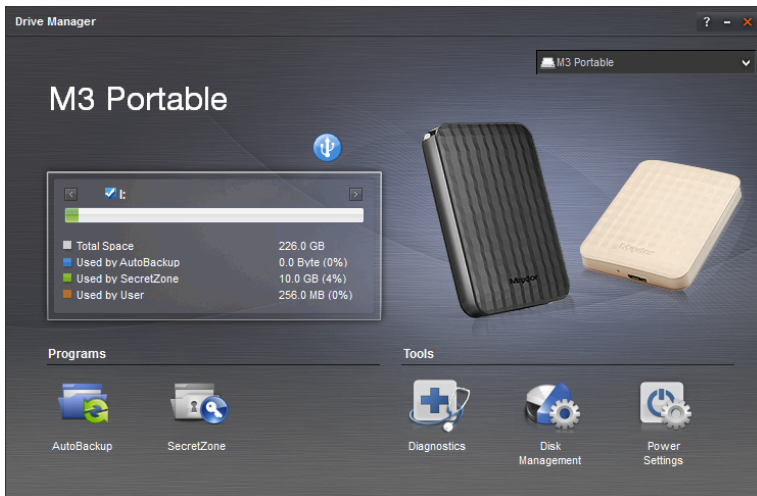 Drive Manager
? -
M3 Portable
M3 Portable
I:
Total Space 226.0 GB
Used by AutoBackup 0.0 Byte (0%)
Used by SecretZone 10.0 GB (4%)
Used by User 256.0 MB (0%)
Maxtor
Maxtor
Programs
Tools
AutoBackup
SecretZone
Diagnostics
Disk
Management
Power
Settings